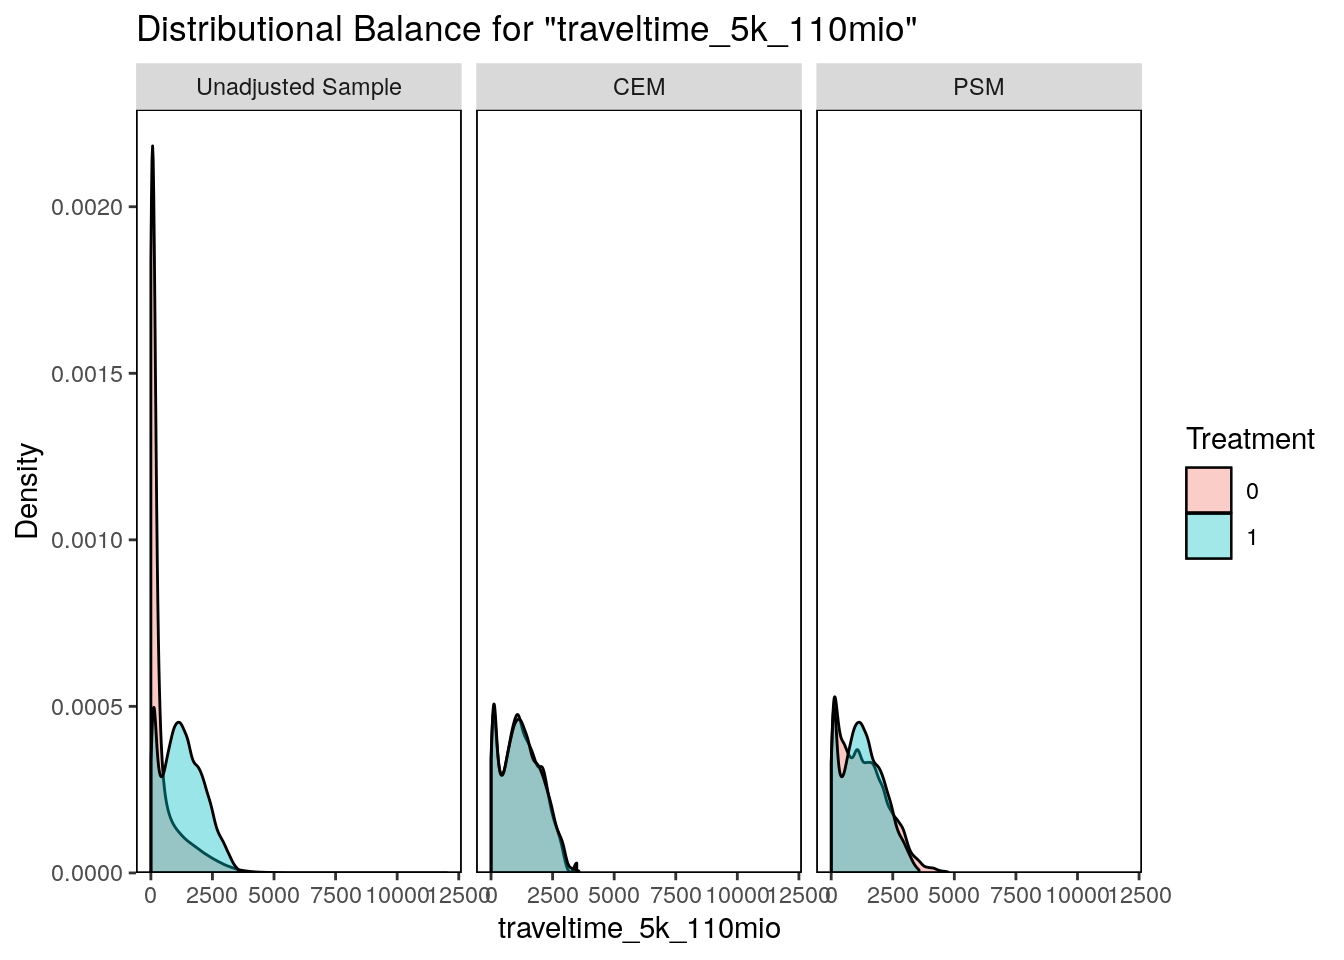 Distributional Balance for "traveltime_5k_110mio"
Unadjusted Sample CEM PSM
0.0020
0.0015
0.0010
0.0005
0.0000
Density
0 2500 5000 7500 10000 12500 0 2500 5000 7500 10000 12500 0 2500 5000 7500 10000 12500
traveltime_5k_110mio
Treatment
0
1